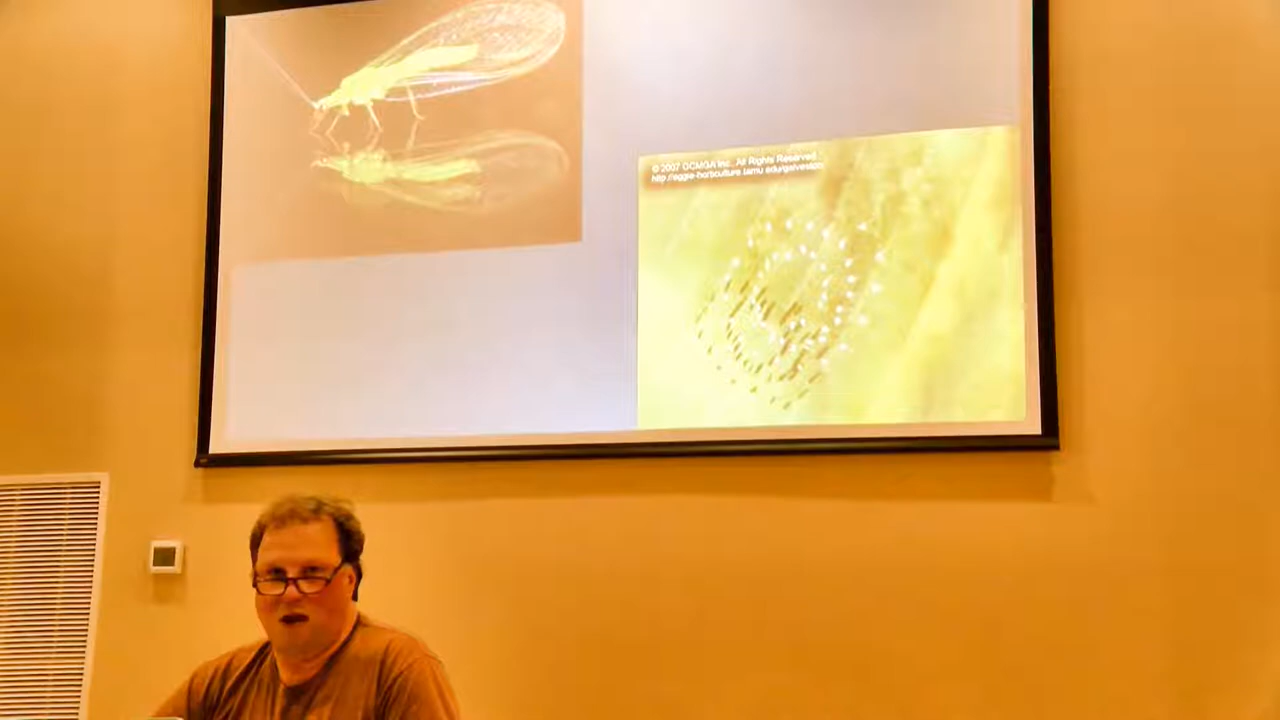 © 2007 GCMGA Inc., All Rights Reserved.
http://aggie-horticulture.tamu.edu/galveston